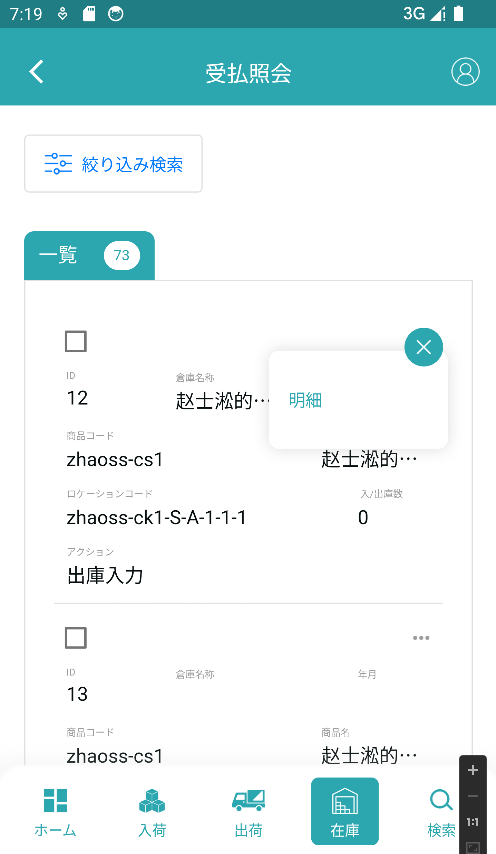 7:19
3G
受払照会
絞り込み検索
一覧 73
ID
倉庫名称
12
赵士淞的…
明細
商品コード
zhaoss-cs1
赵士淞的…
ロケーションコード
入/出庫数
zhaoss-ck1-S-A-1-1-1
0
アクション
出庫入力
ID
倉庫名称
年月
13
商品コード
商品名
zhaoss-cs1
赵士淞的…
1:1
ホーム
入荷
出荷
在庫
検索